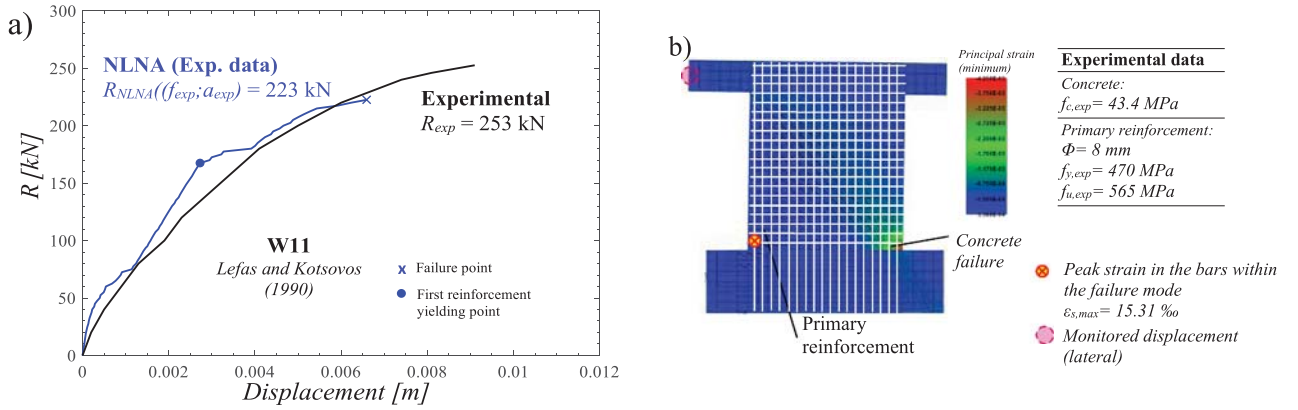 a)
300
250
200
150
100
50
0
R [kN]
NLNA (Exp. data)
R_NLNA((f_exp;a_exp) = 223 kN
Experimental
R_exp = 253 kN
W11
Lefas and Kotsovos
(1990)
x Failure point
First reinforcement
yielding point
0 0.002 0.004 0.006 0.008 0.01 0.012
Displacement [m]
b)
Principal strain
(minimum)
Concrete
failure
Primary
reinforcement
Experimental data
Concrete:
f_c,exp= 43.4 MPa
Primary reinforcement:
Φ= 8 mm
f_y,exp= 470 MPa
f_u,exp= 565 MPa
Peak strain in the bars within
the failure mode
ε_s,max= 15.31 ‰
Monitored displacement
(lateral)